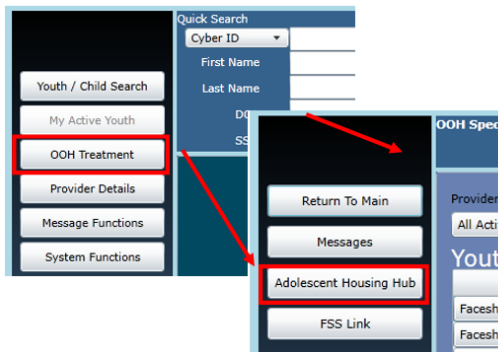 Quick Search
Cyber ID
First Name
Last Name
Youth / Child Search
My Active Youth
OOH Treatment
Provider Details
Message Functions
System Functions
OOH Spec
Return To Main
Messages
Adolescent Housing Hub
FSS Link
Provider
All Acti
Yout
Facesh
Facesh